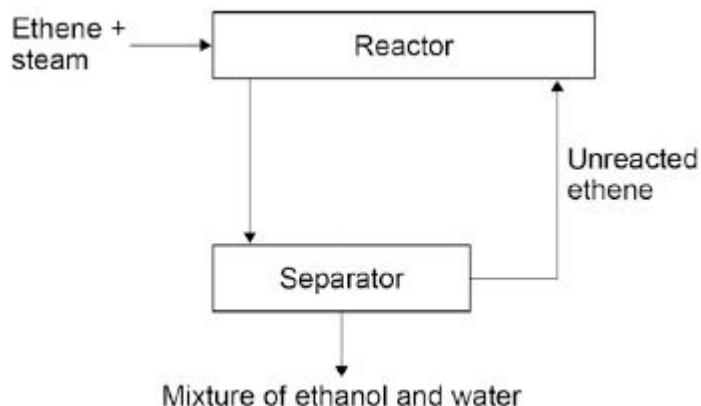 Ethene +
steam
Reactor
Unreacted
ethene
Separator
Mixture of ethanol and water